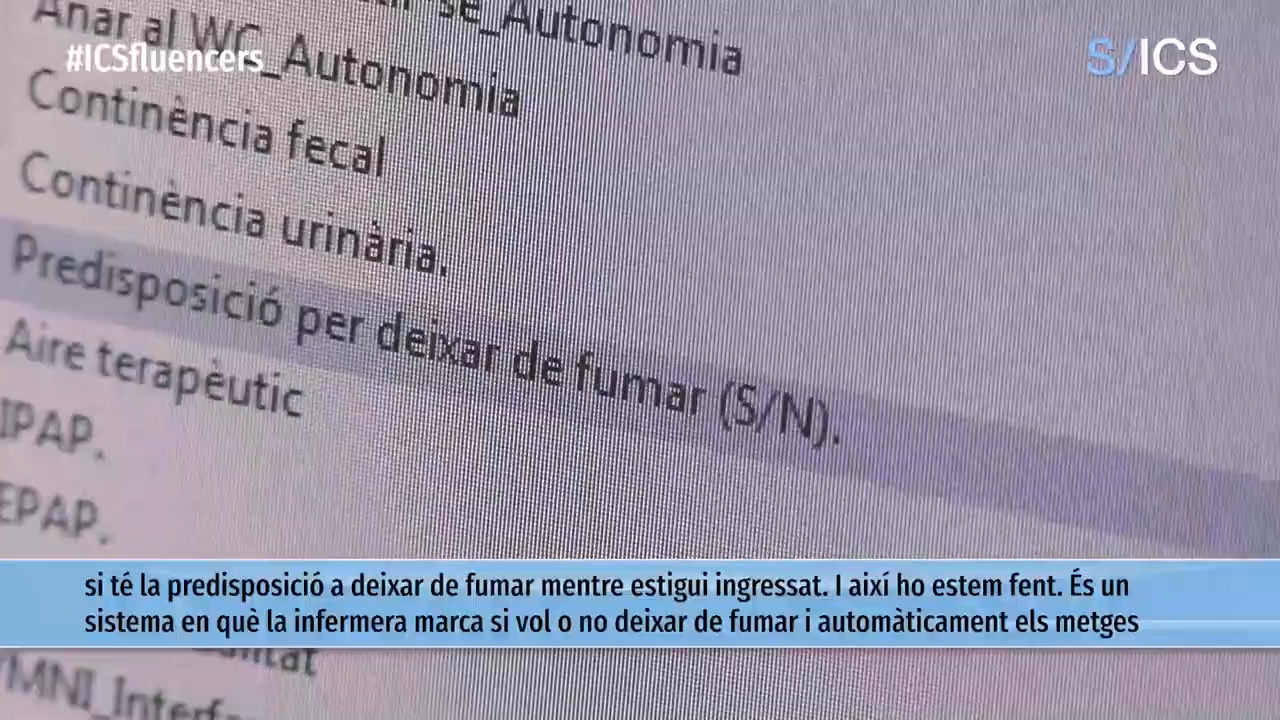 se_Autonomia
Anar al WC_Autonomia
#ICSfluencers
S/ICS
Continència fecal
Continència urinària.
Predisposició per deixar de fumar (S/N).
Aire terapèutic
IPAP.
EPAP.
si té la predisposició a deixar de fumar mentre estigui ingressat. I així ho estem fent. És un
sistema en què la infermera marca si vol o no deixar de fumar i automàticament els metges